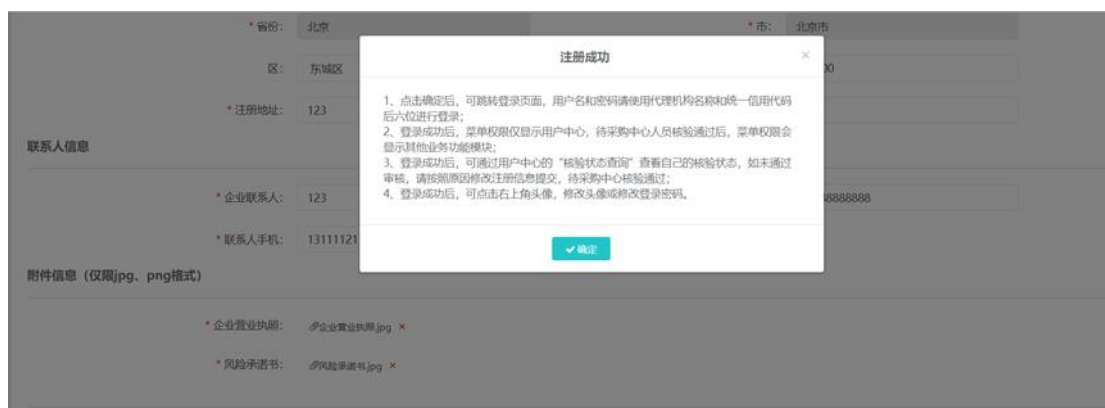 * 省份: 北京 * 市: 北京市
注册成功 ×
区: 东城区
1、点击确定后，可跳转登录页面，用户名和密码请使用代理机构名称和统一信用代码
* 注册地址: 123
后六位进行登录；
2、登录成功后，菜单权限仅显示用户中心，待采购中心人员核验通过后，菜单权限会
显示其他业务功能模块；
联系人信息
3、登录成功后，可通过用户中心的“核验状态查询”查看自己的核验状态，如未通过
审核，请按照原因修改注册信息提交，待采购中心核验通过；
4、登录成功后，可点击右上角头像，修改头像或修改登录密码。
* 企业联系人: 123 8888888
* 联系人手机: 13111121
✔确定
附件信息（仅限jpg、png格式）
* 企业营业执照: 企业营业执照.jpg ×
* 风险承诺书: 风险承诺书.jpg ×